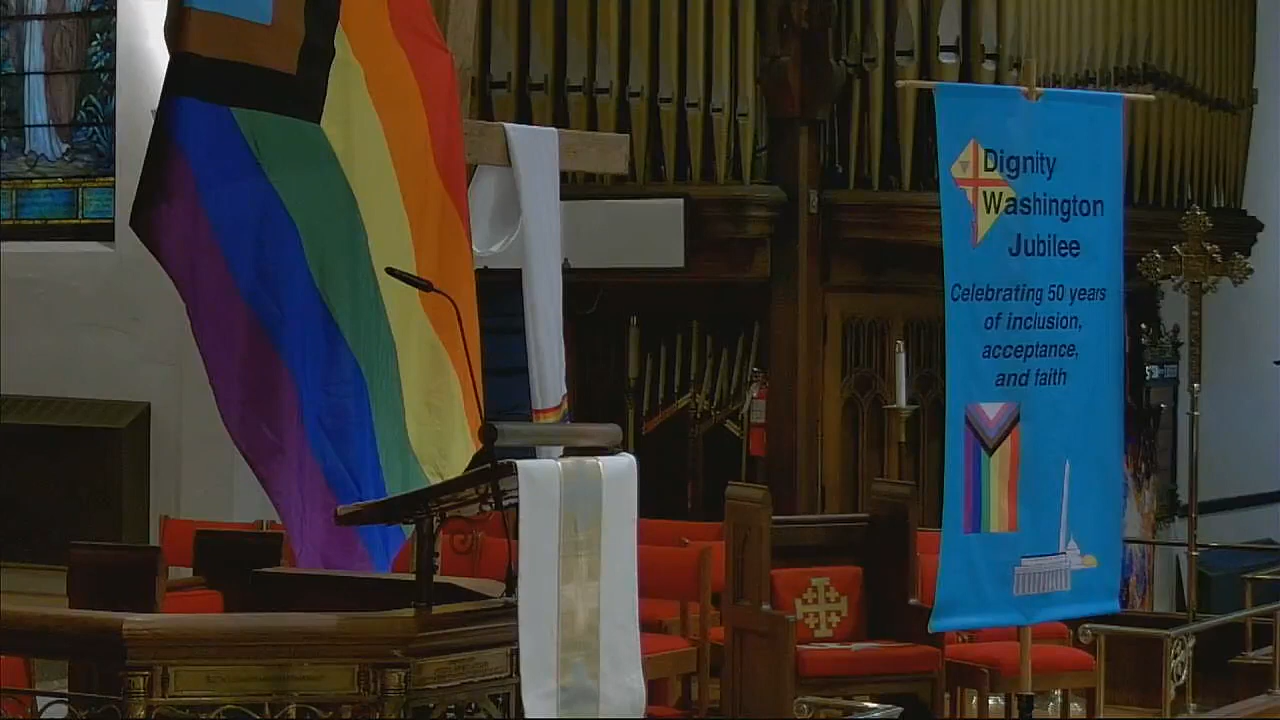 Dignity
Washington
Jubilee
Celebrating 50 years
of inclusion,
acceptance,
and faith